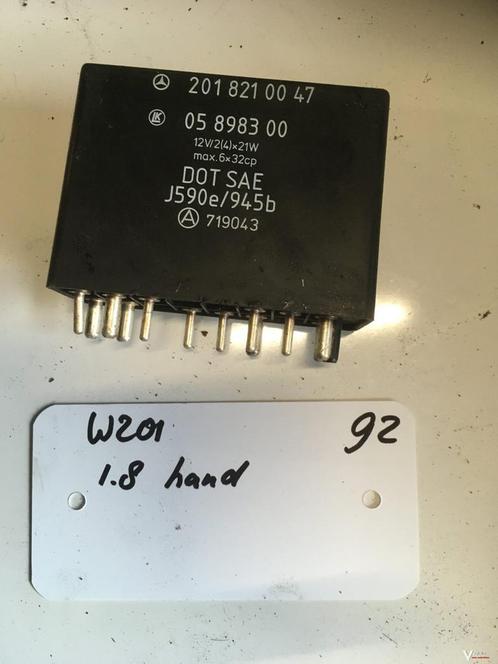 201 821 00 47
LK 05 8983 00
12V/2(4)×21W
max. 6×32cp
DOT SAE
J590e/945b
A 719043
W201 92
1.8 hand